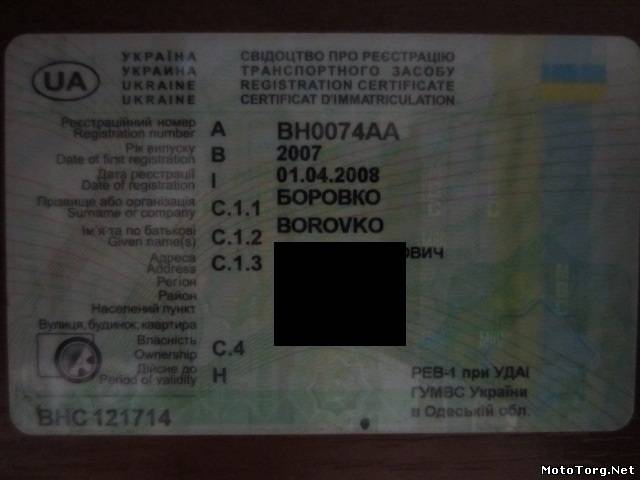 UA
УКРАЇНА
УКРАИНА
UKRAINE
UKRAINE
СВІДОЦТВО ПРО РЕЄСТРАЦІЮ
ТРАНСПОРТНОГО ЗАСОБУ
REGISTRATION CERTIFICATE
CERTIFICAT D'IMMATRICULATION
Реєстраційний номер
Registration number A BH0074AA
Рік випуску
Date of first registration B 2007
Дата реєстрації
Date of registration I 01.04.2008
Прізвище або організація
Surname or company C.1.1 БОРОВКО
Ім'я та по батькові
Given name(s) C.1.2 BOROVKO
ОВИЧ
Адреса
Address C.1.3
Регіон
Район
Населений пункт
Вулиця, будинок, квартира
Власність
Ownership C.4
Дійсне до
Period of validity H
РЕВ-1 при УДАІ
ГУМВС України
в Одеській обл.
ВНС 121714
MotoTorg.Net